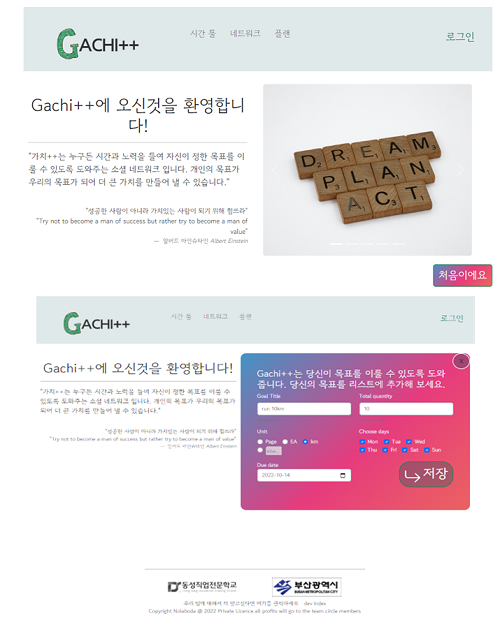 GACHI++
시간 툴 네트워크 플랜
로그인
Gachi++에 오신것을 환영합니
다!
"가치++는 누구든 시간과 노력을 들여 자신이 정한 목표를 이
룰 수 있도록 도와주는 소셜 네트워크 입니다. 개인의 목표가
우리의 목표가 되어 더 큰 가치를 만들어 낼 수 있습니다."
"성공한 사람이 아니라 가치있는 사람이 되기 위해 힘쓰라"
"Try not to become a man of success but rather try to become a man of
value"
— 알버트 아인슈타인 Albert Einstein
DREAM
PLAN
ACT
처음이에요
GACHI++
시간 툴 네트워크 플랜
로그인
Gachi++에 오신것을 환영합니다!
"가치++는 누구든 시간과 노력을 들여 자신이 정한 목표를 이룰 수
있도록 도와주는 소셜 네트워크 입니다. 개인의 목표가 우리의 목표가
되어 더 큰 가치를 만들어 낼 수 있습니다."
"성공한 사람이 아니라 가치있는 사람이 되기 위해 힘쓰라"
"Try not to become a man of success but rather try to become a man of value"
— 알버트 아인슈타인 Albert Einstein
X
Gachi++는 당신이 목표를 이룰 수 있도록 도와
줍니다. 당신의 목표를 리스트에 추가해 보세요.
Goal Title
Total quantity
run 10km
10
Unit
Choose days
Page EA km
Mon Tue Wed
Thu Fri Sat Sun
Due date
2023-10-14
저장
동성직업전문학교
부산광역시
BUSAN METROPOLITAN CITY
dev index
Copyright Nolaboda @ 2022 Private Licence all profits will go to the team circle members